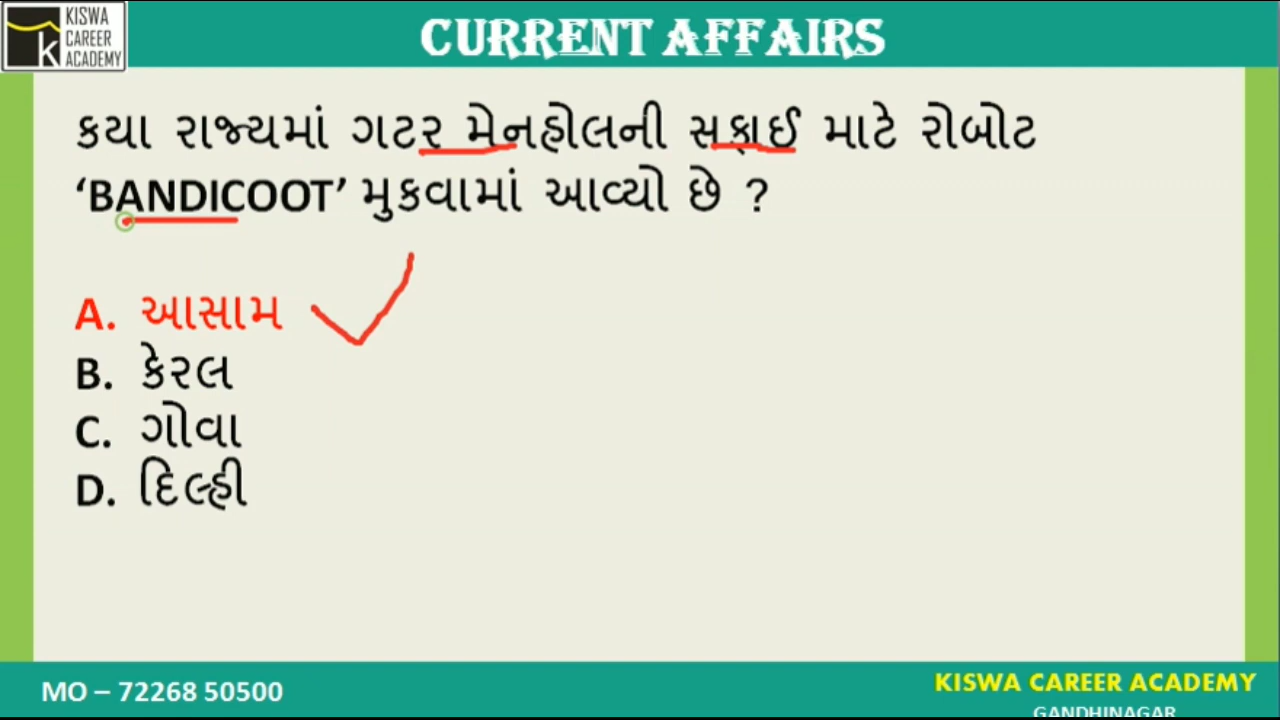 KISWA
CAREER
ACADEMY
CURRENT AFFAIRS
કયા રાજ્યમાં ગટર મેનહોલની સફાઈ માટે રોબોટ
‘BANDICOOT’ મુકવામાં આવ્યો છે ?
A. આસામ
B. કેરલ
C. ગોવા
D. દિલ્હી
MO – 72268 50500
KISWA CAREER ACADEMY
GANDHINAGAR